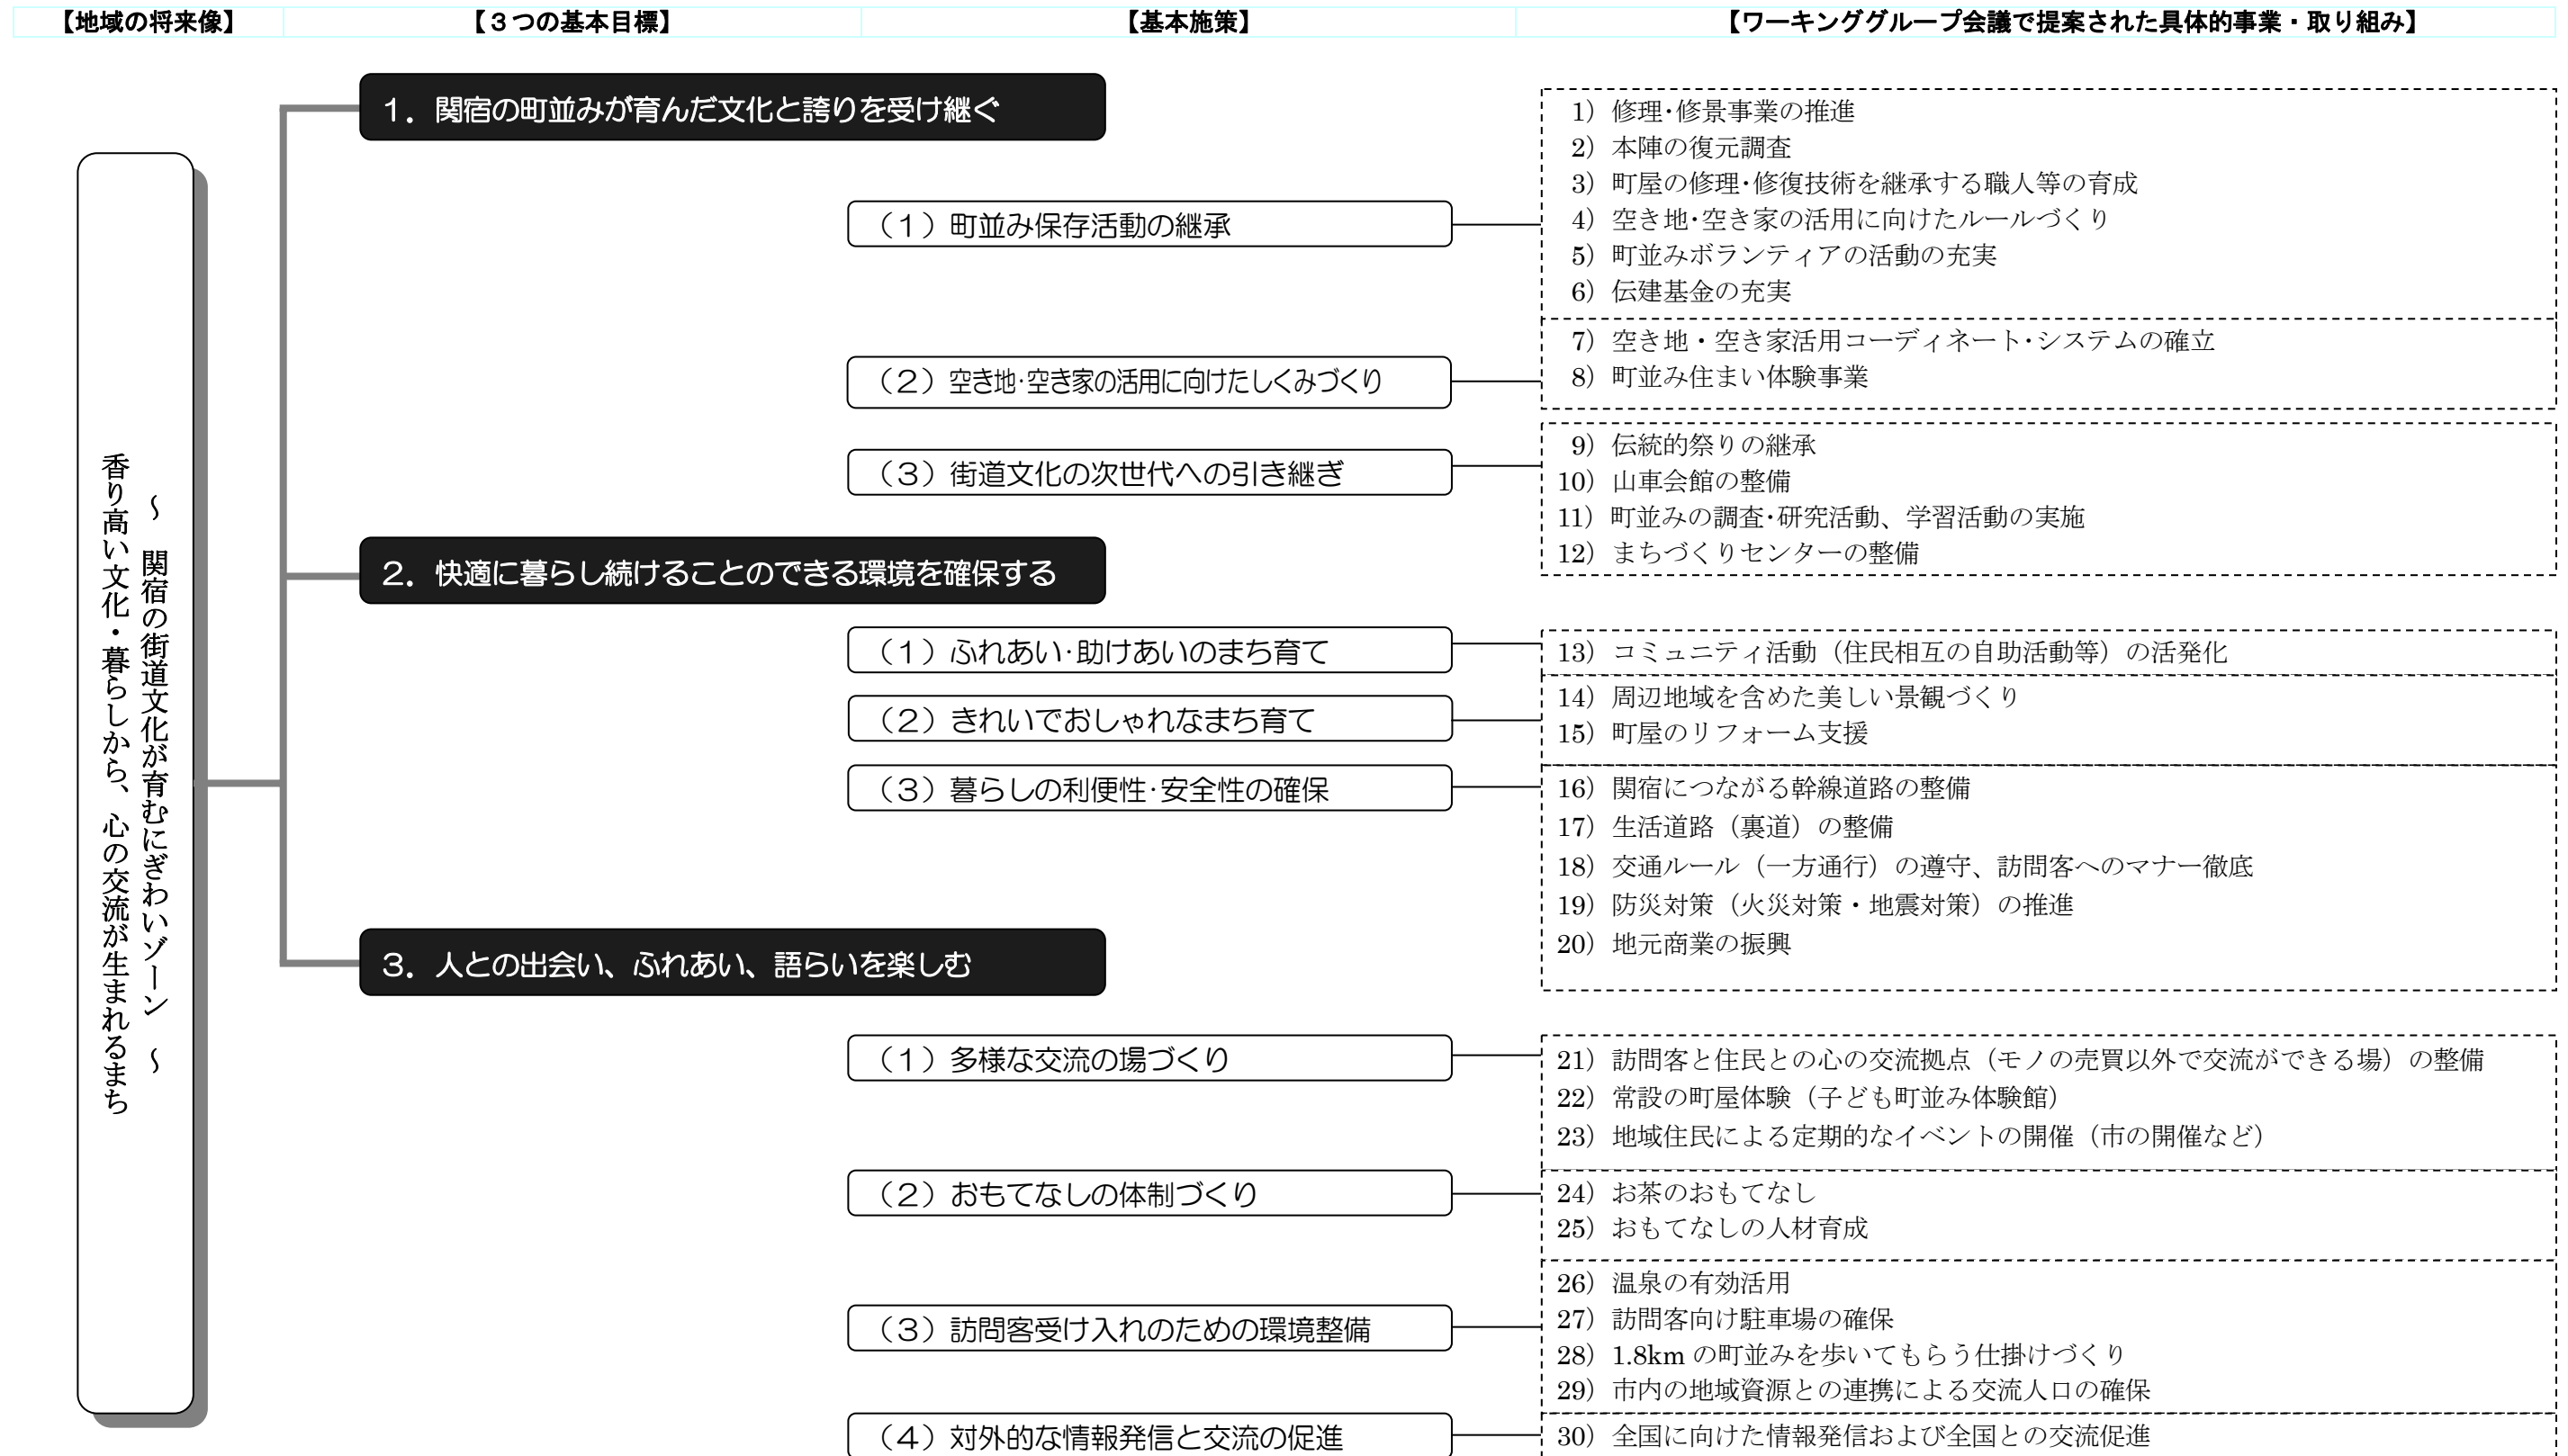 【地域の将来像】
【３つの基本目標】
【基本施策】
【ワーキンググループ会議で提案された具体的事業・取り組み】
～ 関宿の街道文化が育むにぎわいゾーン ～
香り高い文化・暮らしから、心の交流が生まれるまち
１．関宿の町並みが育んだ文化と誇りを受け継ぐ
（１）町並み保存活動の継承
1）修理・修景事業の推進
2）本陣の復元調査
3）町屋の修理・修復技術を継承する職人等の育成
4）空き地・空き家の活用に向けたルールづくり
5）町並みボランティアの活動の充実
6）伝建基金の充実
（２）空き地・空き家の活用に向けたしくみづくり
7）空き地・空き家活用コーディネート・システムの確立
8）町並み住まい体験事業
（３）街道文化の次世代への引き継ぎ
9）伝統的祭りの継承
10）山車会館の整備
11）町並みの調査・研究活動、学習活動の実施
12）まちづくりセンターの整備
２．快適に暮らし続けることのできる環境を確保する
（１）ふれあい・助けあいのまち育て
13）コミュニティ活動（住民相互の自助活動等）の活発化
（２）きれいでおしゃれなまち育て
14）周辺地域を含めた美しい景観づくり
15）町屋のリフォーム支援
（３）暮らしの利便性・安全性の確保
16）関宿につながる幹線道路の整備
17）生活道路（裏道）の整備
18）交通ルール（一方通行）の遵守、訪問客へのマナー徹底
19）防災対策（火災対策・地震対策）の推進
20）地元商業の振興
３．人との出会い、ふれあい、語らいを楽しむ
（１）多様な交流の場づくり
21）訪問客と住民との心の交流拠点（モノの売買以外で交流ができる場）の整備
22）常設の町屋体験（子ども町並み体験館）
23）地域住民による定期的なイベントの開催（市の開催など）
（２）おもてなしの体制づくり
24）お茶のおもてなし
25）おもてなしの人材育成
（３）訪問客受け入れのための環境整備
26）温泉の有効活用
27）訪問客向け駐車場の確保
28）1.8km の町並みを歩いてもらう仕掛けづくり
29）市内の地域資源との連携による交流人口の確保
（４）対外的な情報発信と交流の促進
30）全国に向けた情報発信および全国との交流促進